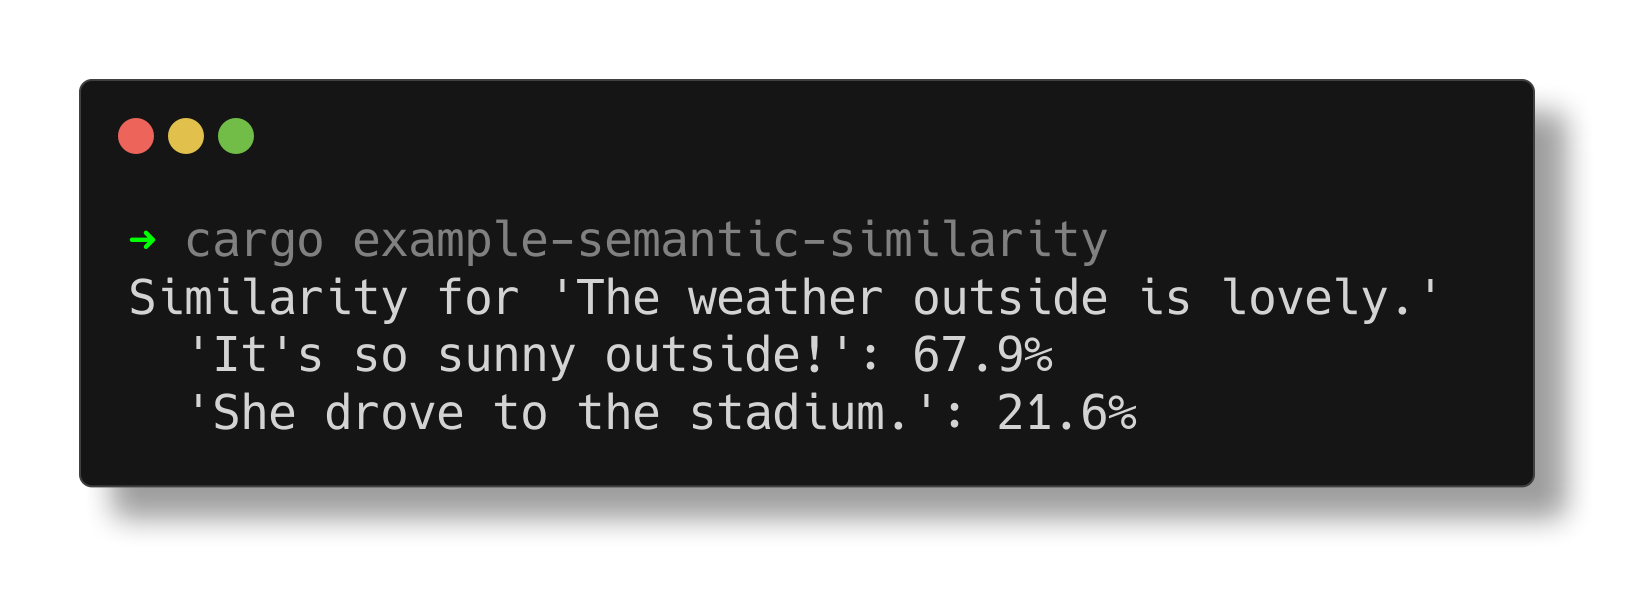 ➜ cargo example-semantic-similarity
Similarity for 'The weather outside is lovely.'
  'It's so sunny outside!': 67.9%
  'She drove to the stadium.': 21.6%